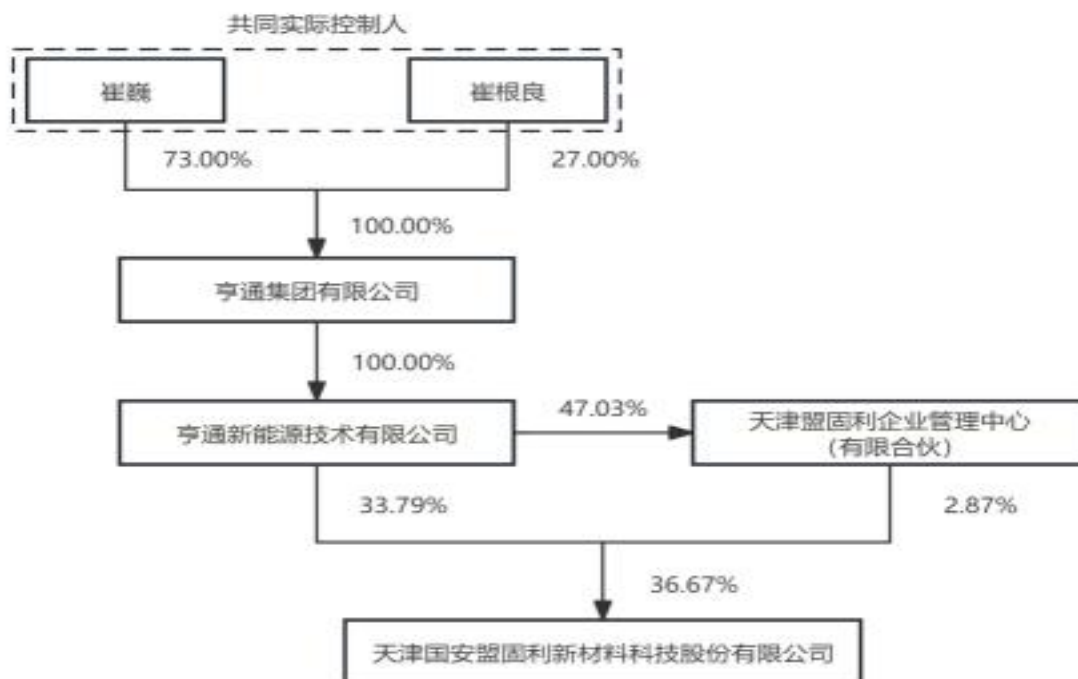 共同实际控制人
崔巍
崔根良
73.00%
27.00%
100.00%
亨通集团有限公司
100.00%
亨通新能源技术有限公司
47.03%
天津盟固利企业管理中心
（有限合伙）
33.79%
2.87%
36.67%
天津国安盟固利新材料科技股份有限公司